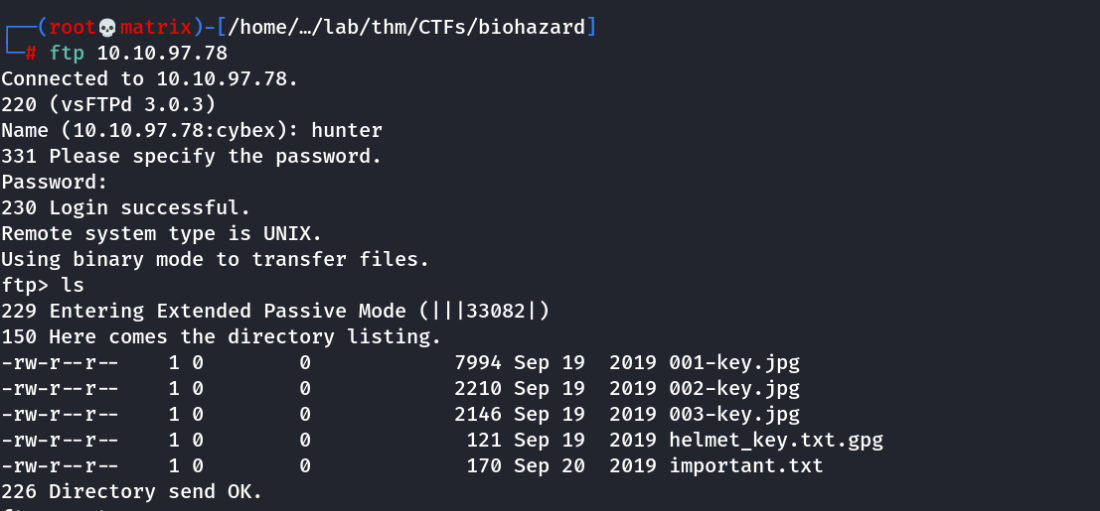 ┌──(root💀matrix)-[/home/…/lab/thm/CTFs/biohazard]
└─# ftp 10.10.97.78
Connected to 10.10.97.78.
220 (vsFTPd 3.0.3)
Name (10.10.97.78:cybex): hunter
331 Please specify the password.
Password:
230 Login successful.
Remote system type is UNIX.
Using binary mode to transfer files.
ftp> ls
229 Entering Extended Passive Mode (|||33082|)
150 Here comes the directory listing.
-rw-r--r--    1 0        0            7994 Sep 19  2019 001-key.jpg
-rw-r--r--    1 0        0            2210 Sep 19  2019 002-key.jpg
-rw-r--r--    1 0        0            2146 Sep 19  2019 003-key.jpg
-rw-r--r--    1 0        0             121 Sep 19  2019 helmet_key.txt.gpg
-rw-r--r--    1 0        0             170 Sep 20  2019 important.txt
226 Directory send OK.